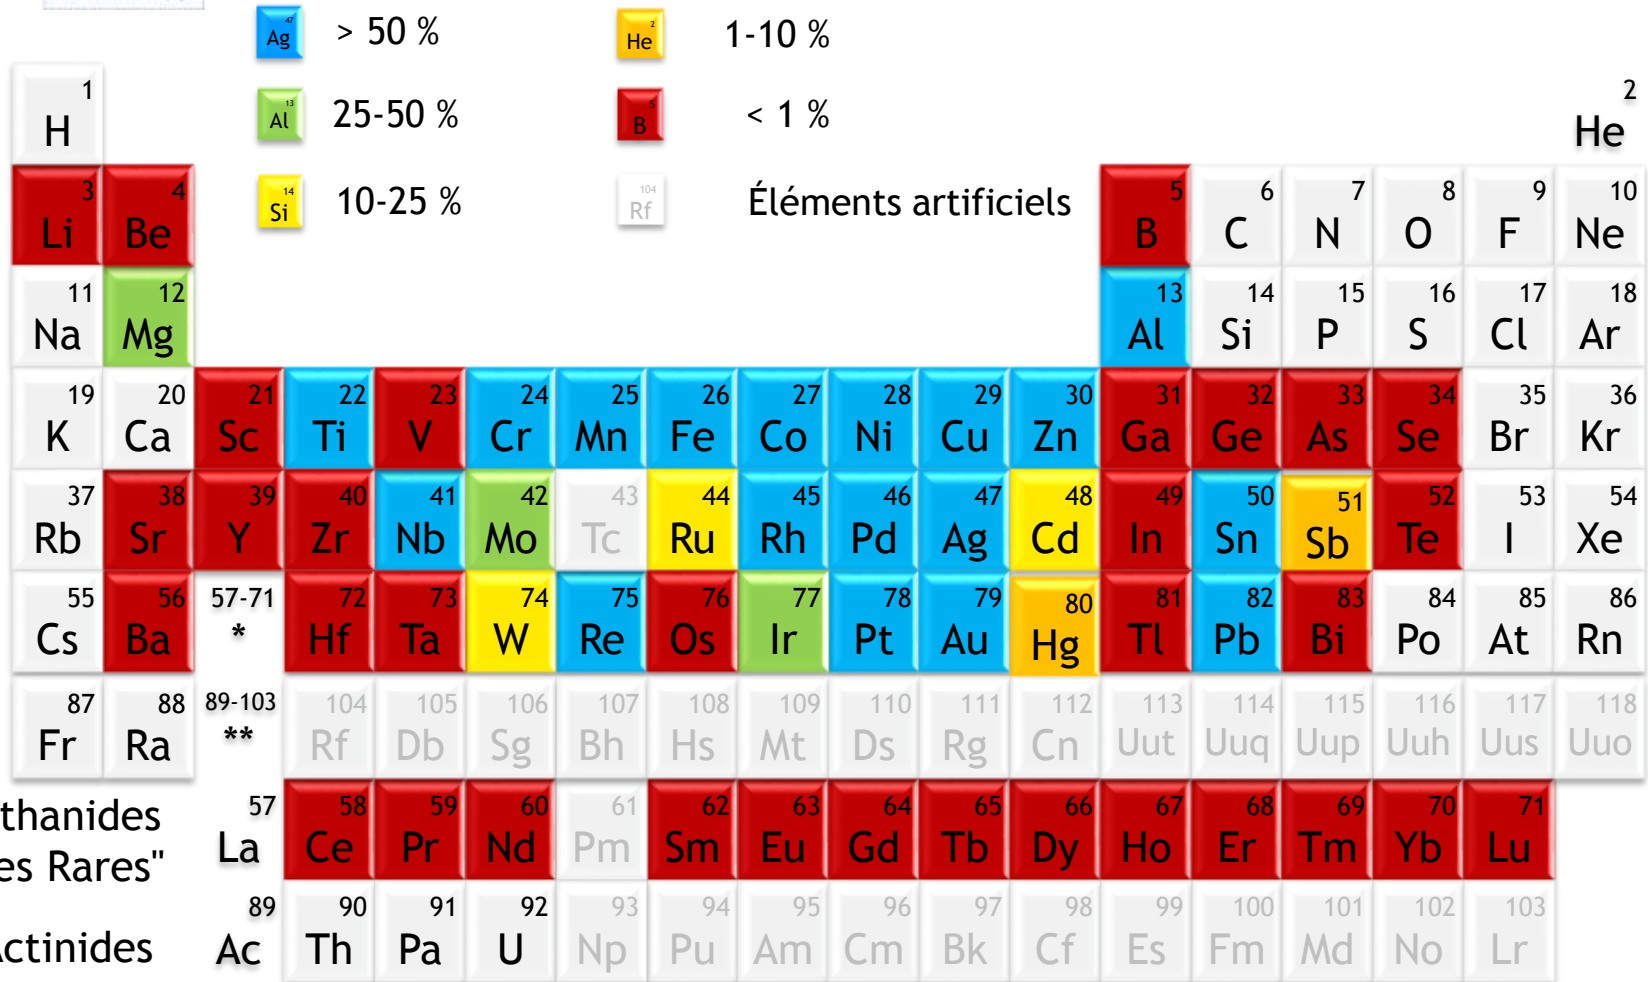 47 Ag > 50 % 2 He 1-10 %
13 Al 25-50 % 5 B < 1 %
14 Si 10-25 % 104 Rf Éléments artificiels
1 2
H He
3 4 5 6 7 8 9 10
Li Be B C N O F Ne
11 12 13 14 15 16 17 18
Na Mg Al Si P S Cl Ar
19 20 21 22 23 24 25 26 27 28 29 30 31 32 33 34 35 36
K Ca Sc Ti V Cr Mn Fe Co Ni Cu Zn Ga Ge As Se Br Kr
37 38 39 40 41 42 43 44 45 46 47 48 49 50 51 52 53 54
Rb Sr Y Zr Nb Mo Tc Ru Rh Pd Ag Cd In Sn Sb Te I Xe
55 56 57-71 72 73 74 75 76 77 78 79 80 81 82 83 84 85 86
Cs Ba * Hf Ta W Re Os Ir Pt Au Hg Tl Pb Bi Po At Rn
87 88 89-103 104 105 106 107 108 109 110 111 112 113 114 115 116 117 118
Fr Ra ** Rf Db Sg Bh Hs Mt Ds Rg Cn Uut Uuq Uup Uuh Uus Uuo
thanides 57 58 59 60 61 62 63 64 65 66 67 68 69 70 71
es Rares" La Ce Pr Nd Pm Sm Eu Gd Tb Dy Ho Er Tm Yb Lu
89 90 91 92 93 94 95 96 97 98 99 100 101 102 103
Actinides Ac Th Pa U Np Pu Am Cm Bk Cf Es Fm Md No Lr